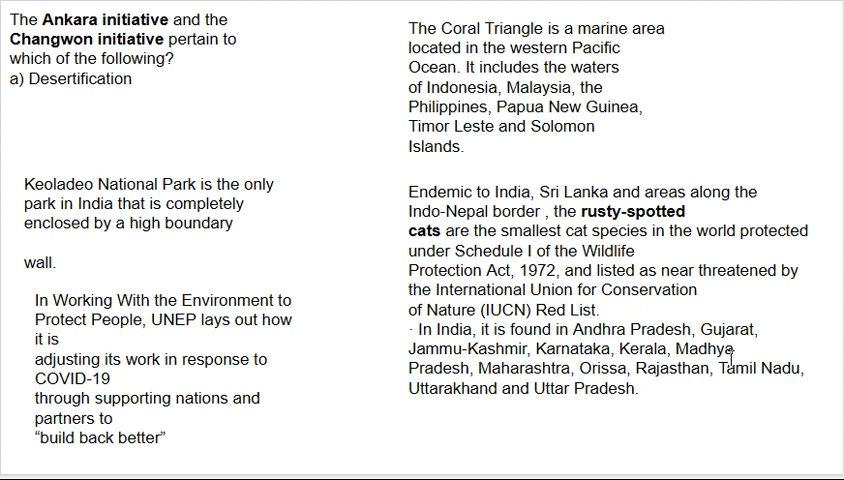 The Ankara initiative and the
Changwon initiative pertain to
which of the following?
a) Desertification
Keoladeo National Park is the only
park in India that is completely
enclosed by a high boundary
wall.
In Working With the Environment to
Protect People, UNEP lays out how
it is
adjusting its work in response to
COVID-19
through supporting nations and
partners to
“build back better”
The Coral Triangle is a marine area
located in the western Pacific
Ocean. It includes the waters
of Indonesia, Malaysia, the
Philippines, Papua New Guinea,
Timor Leste and Solomon
Islands.
Endemic to India, Sri Lanka and areas along the
Indo-Nepal border , the rusty-spotted
cats are the smallest cat species in the world protected
under Schedule I of the Wildlife
Protection Act, 1972, and listed as near threatened by
the International Union for Conservation
of Nature (IUCN) Red List.
· In India, it is found in Andhra Pradesh, Gujarat,
Jammu-Kashmir, Karnataka, Kerala, Madhya
Pradesh, Maharashtra, Orissa, Rajasthan, Tamil Nadu,
Uttarakhand and Uttar Pradesh.